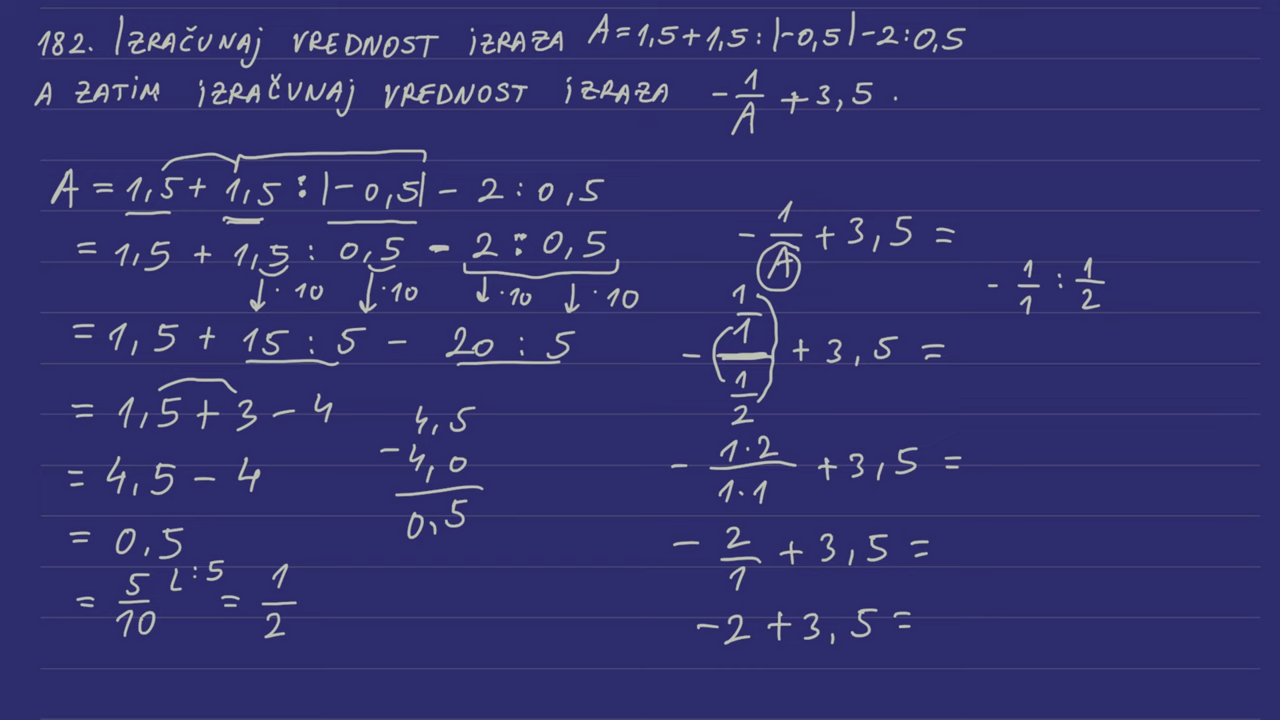 182. IZRAČUNAJ VREDNOST IZRAZA A=1,5+1,5:|-0,5|-2:0,5
A ZATIM IZRAČUNAJ VREDNOST IZRAZA -1/A+3,5.
A = 1,5 + 1,5 : |-0,5| - 2 : 0,5
= 1,5 + 1,5 : 0,5 - 2 : 0,5
↓·10 ↓·10 ↓·10 ↓·10
= 1,5 + 15 : 5 - 20 : 5
= 1,5 + 3 - 4
= 4,5 - 4
= 0,5
= 5/10 :5 = 1/2
4,5
-4,0
0,5
-1/A + 3,5 =
-((1/1)/(1/2)) + 3,5 =
-1·2/1·1 + 3,5 =
-2/1 + 3,5 =
-2 + 3,5 =
-1/1 : 1/2